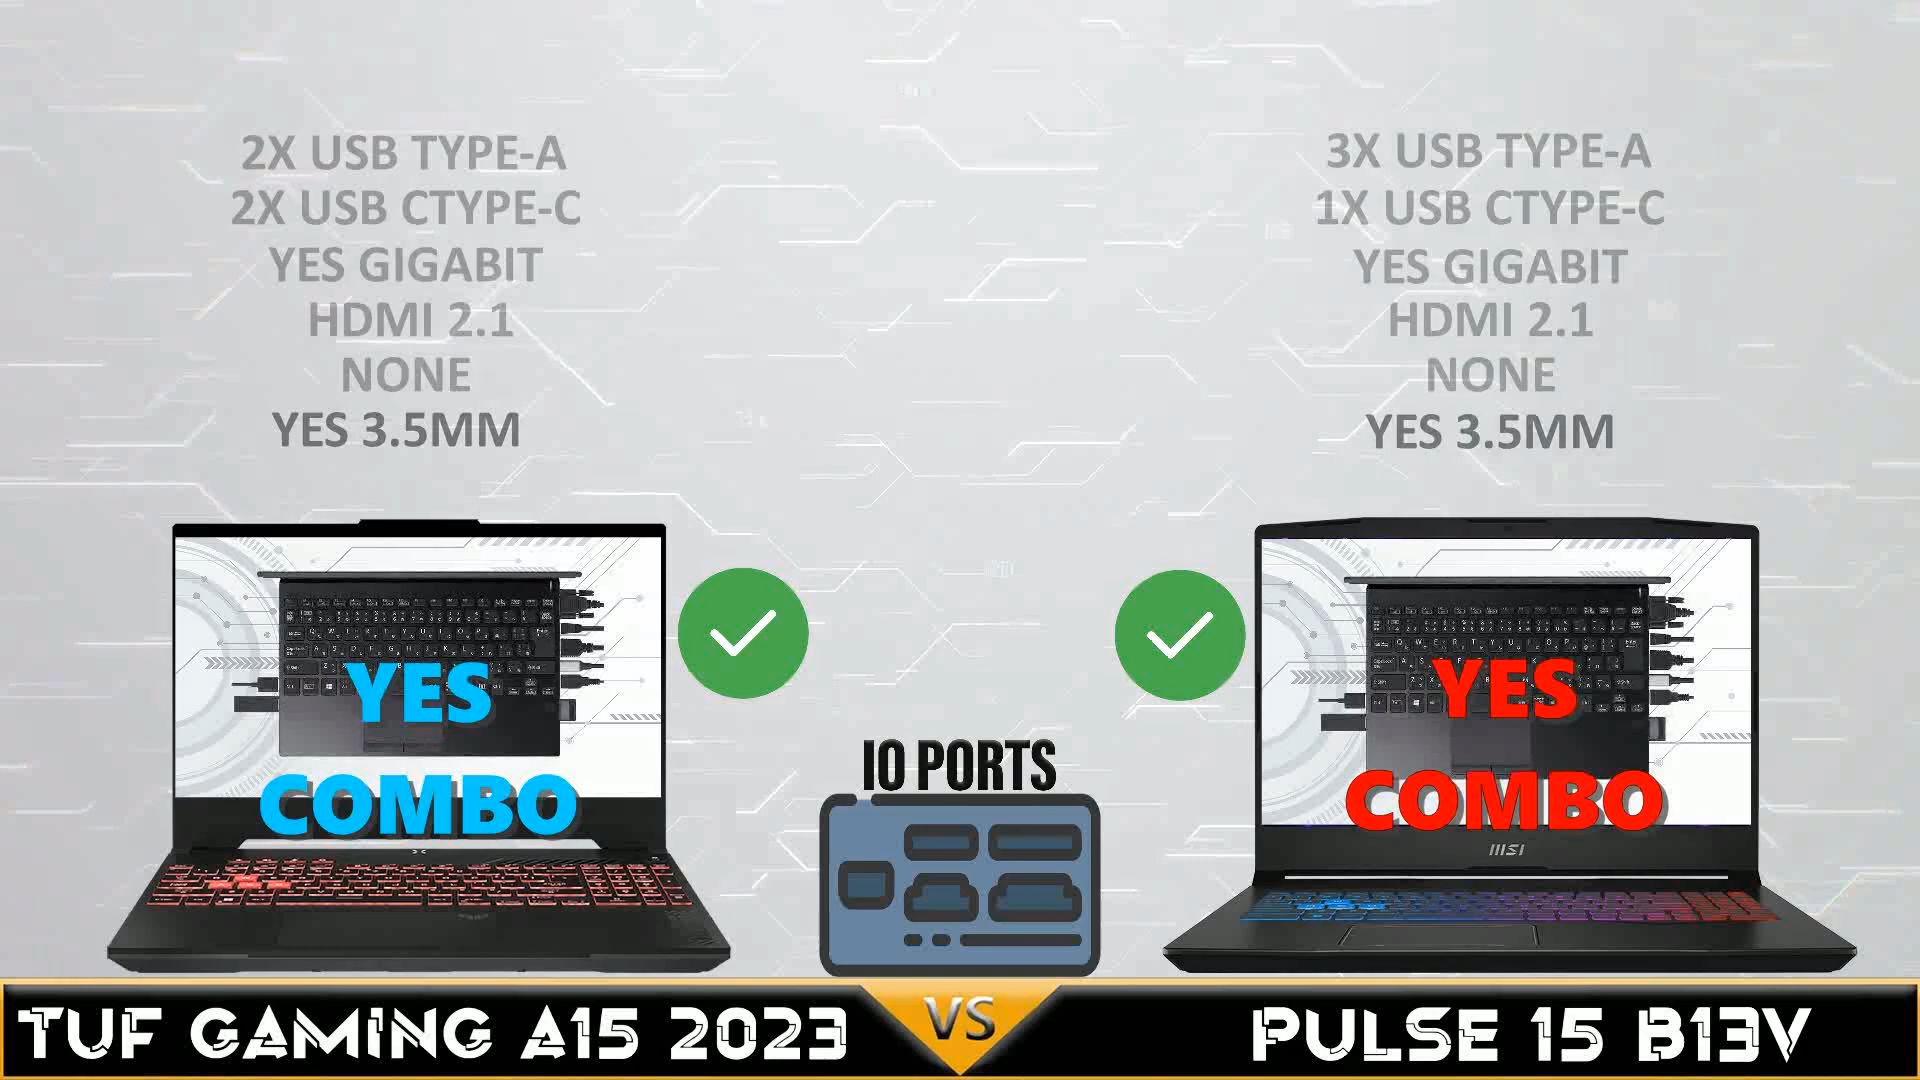 2X USB TYPE-A
2X USB CTYPE-C
YES GIGABIT
HDMI 2.1
NONE
YES 3.5MM
3X USB TYPE-A
1X USB CTYPE-C
YES GIGABIT
HDMI 2.1
NONE
YES 3.5MM
YES
COMBO
IO PORTS
YES
COMBO
msi
TUF GAMING A15 2023
VS
PULSE 15 B13V